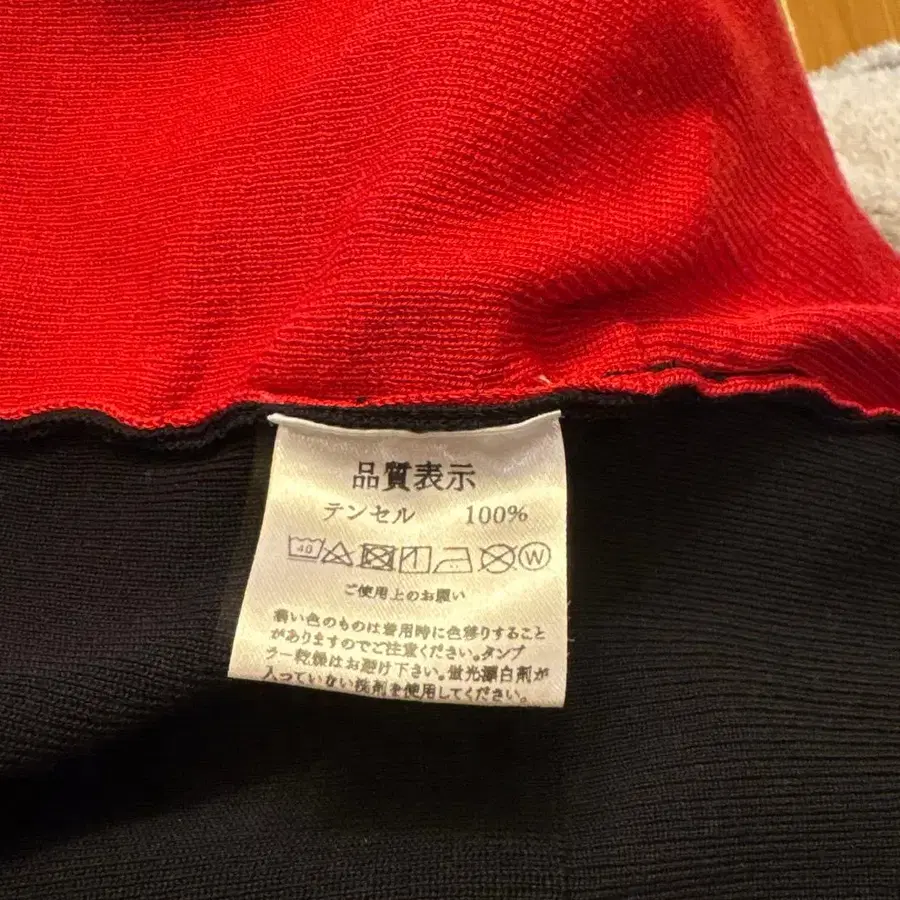 品質表示
テンセル 100%
40 W
ご使用上のお願い
濃い色のものは着用時に色移りすること
がありますのでご注意ください。タンブ
ラー乾燥はお避け下さい。蛍光漂白剤が
入っていない洗剤を使用してください。